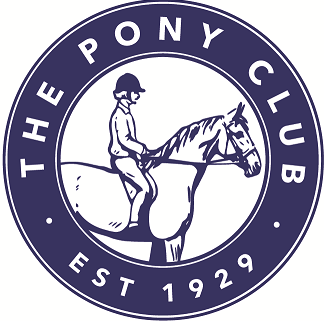 THE PONY CLUB
EST 1929